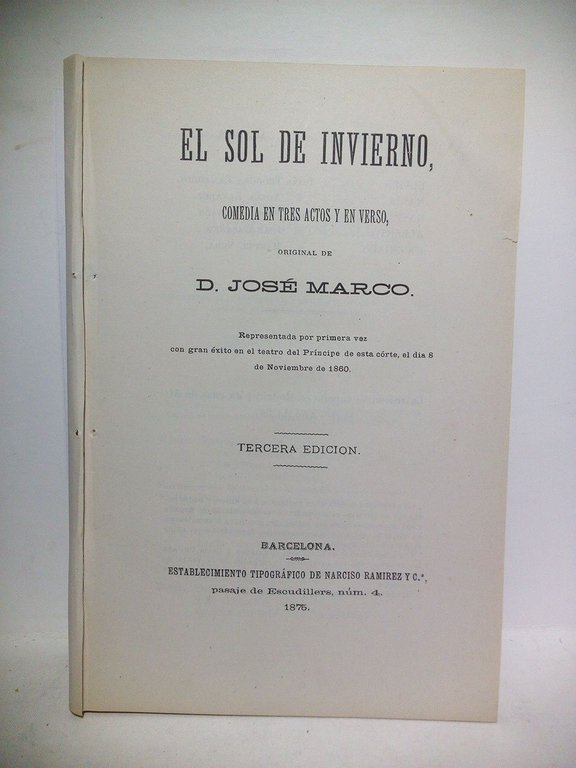 EL SOL DE INVIERNO,
COMEDIA EN TRES ACTOS Y EN VERSO,
ORIGINAL DE
D. JOSÉ MARCO.
Representada por primera vez
con gran éxito en el teatro del Príncipe de esta córte, el dia 8
de Noviembre de 1860.
TERCERA EDICION.
BARCELONA.
ESTABLECIMIENTO TIPOGRÁFICO DE NARCISO RAMIREZ Y C.ª,
pasaje de Escudillers, núm. 4.
1875.